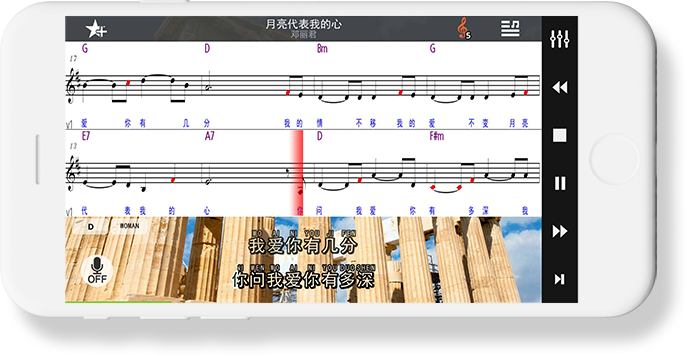 月亮代表我的心
邓丽君
5
G D Bm G
17
爱 你 有 几 分 我 的 情 不 移 我 的 爱 不 变 月 亮
V1
E7 A7 D F#m
15
代 表 我 的 心 你 问 我 爱 你 有 多 深 我
V1
D WOMAN
WO AI NI YOU JI FEN
我爱你有几分
NI WEN WO AI NI YOU DUO SHEN
你问我爱你有多深
OFF